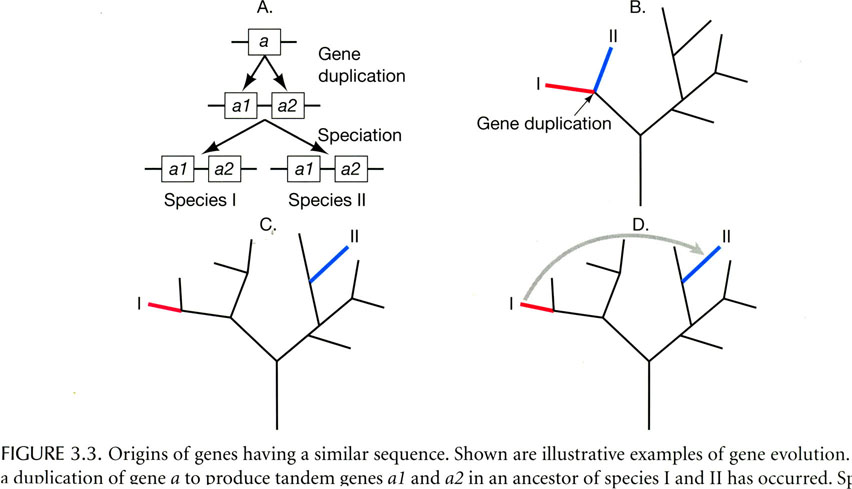 A.
a
Gene
duplication
a1 a2
Speciation
a1 a2 a1 a2
Species I Species II
B.
II
I
Gene duplication
C.
II
I
D.
II
I
FIGURE 3.3. Origins of genes having a similar sequence. Shown are illustrative examples of gene evolution.
a duplication of gene a to produce tandem genes a1 and a2 in an ancestor of species I and II has occurred. Sp